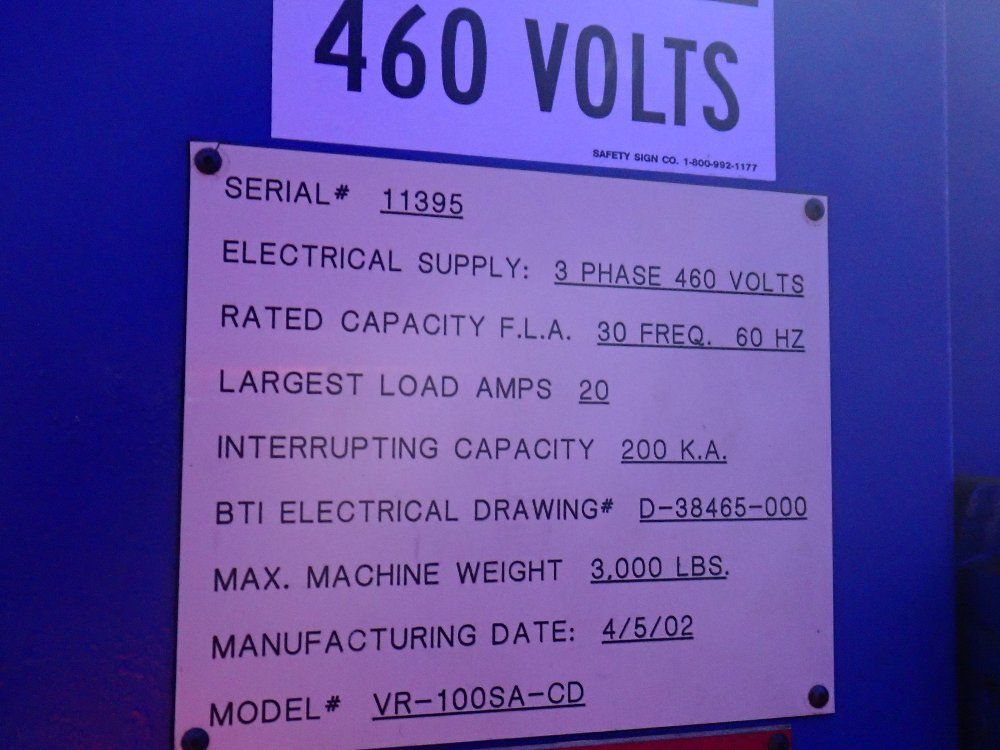 460 VOLTS
SAFETY SIGN CO. 1-800-992-1177
SERIAL# 11395
ELECTRICAL SUPPLY: 3 PHASE 460 VOLTS
RATED CAPACITY F.L.A. 30 FREQ. 60 HZ
LARGEST LOAD AMPS 20
INTERRUPTING CAPACITY 200 K.A.
BTI ELECTRICAL DRAWING# D-38465-000
MAX. MACHINE WEIGHT 3,000 LBS.
MANUFACTURING DATE: 4/5/02
MODEL# VR-100SA-CD